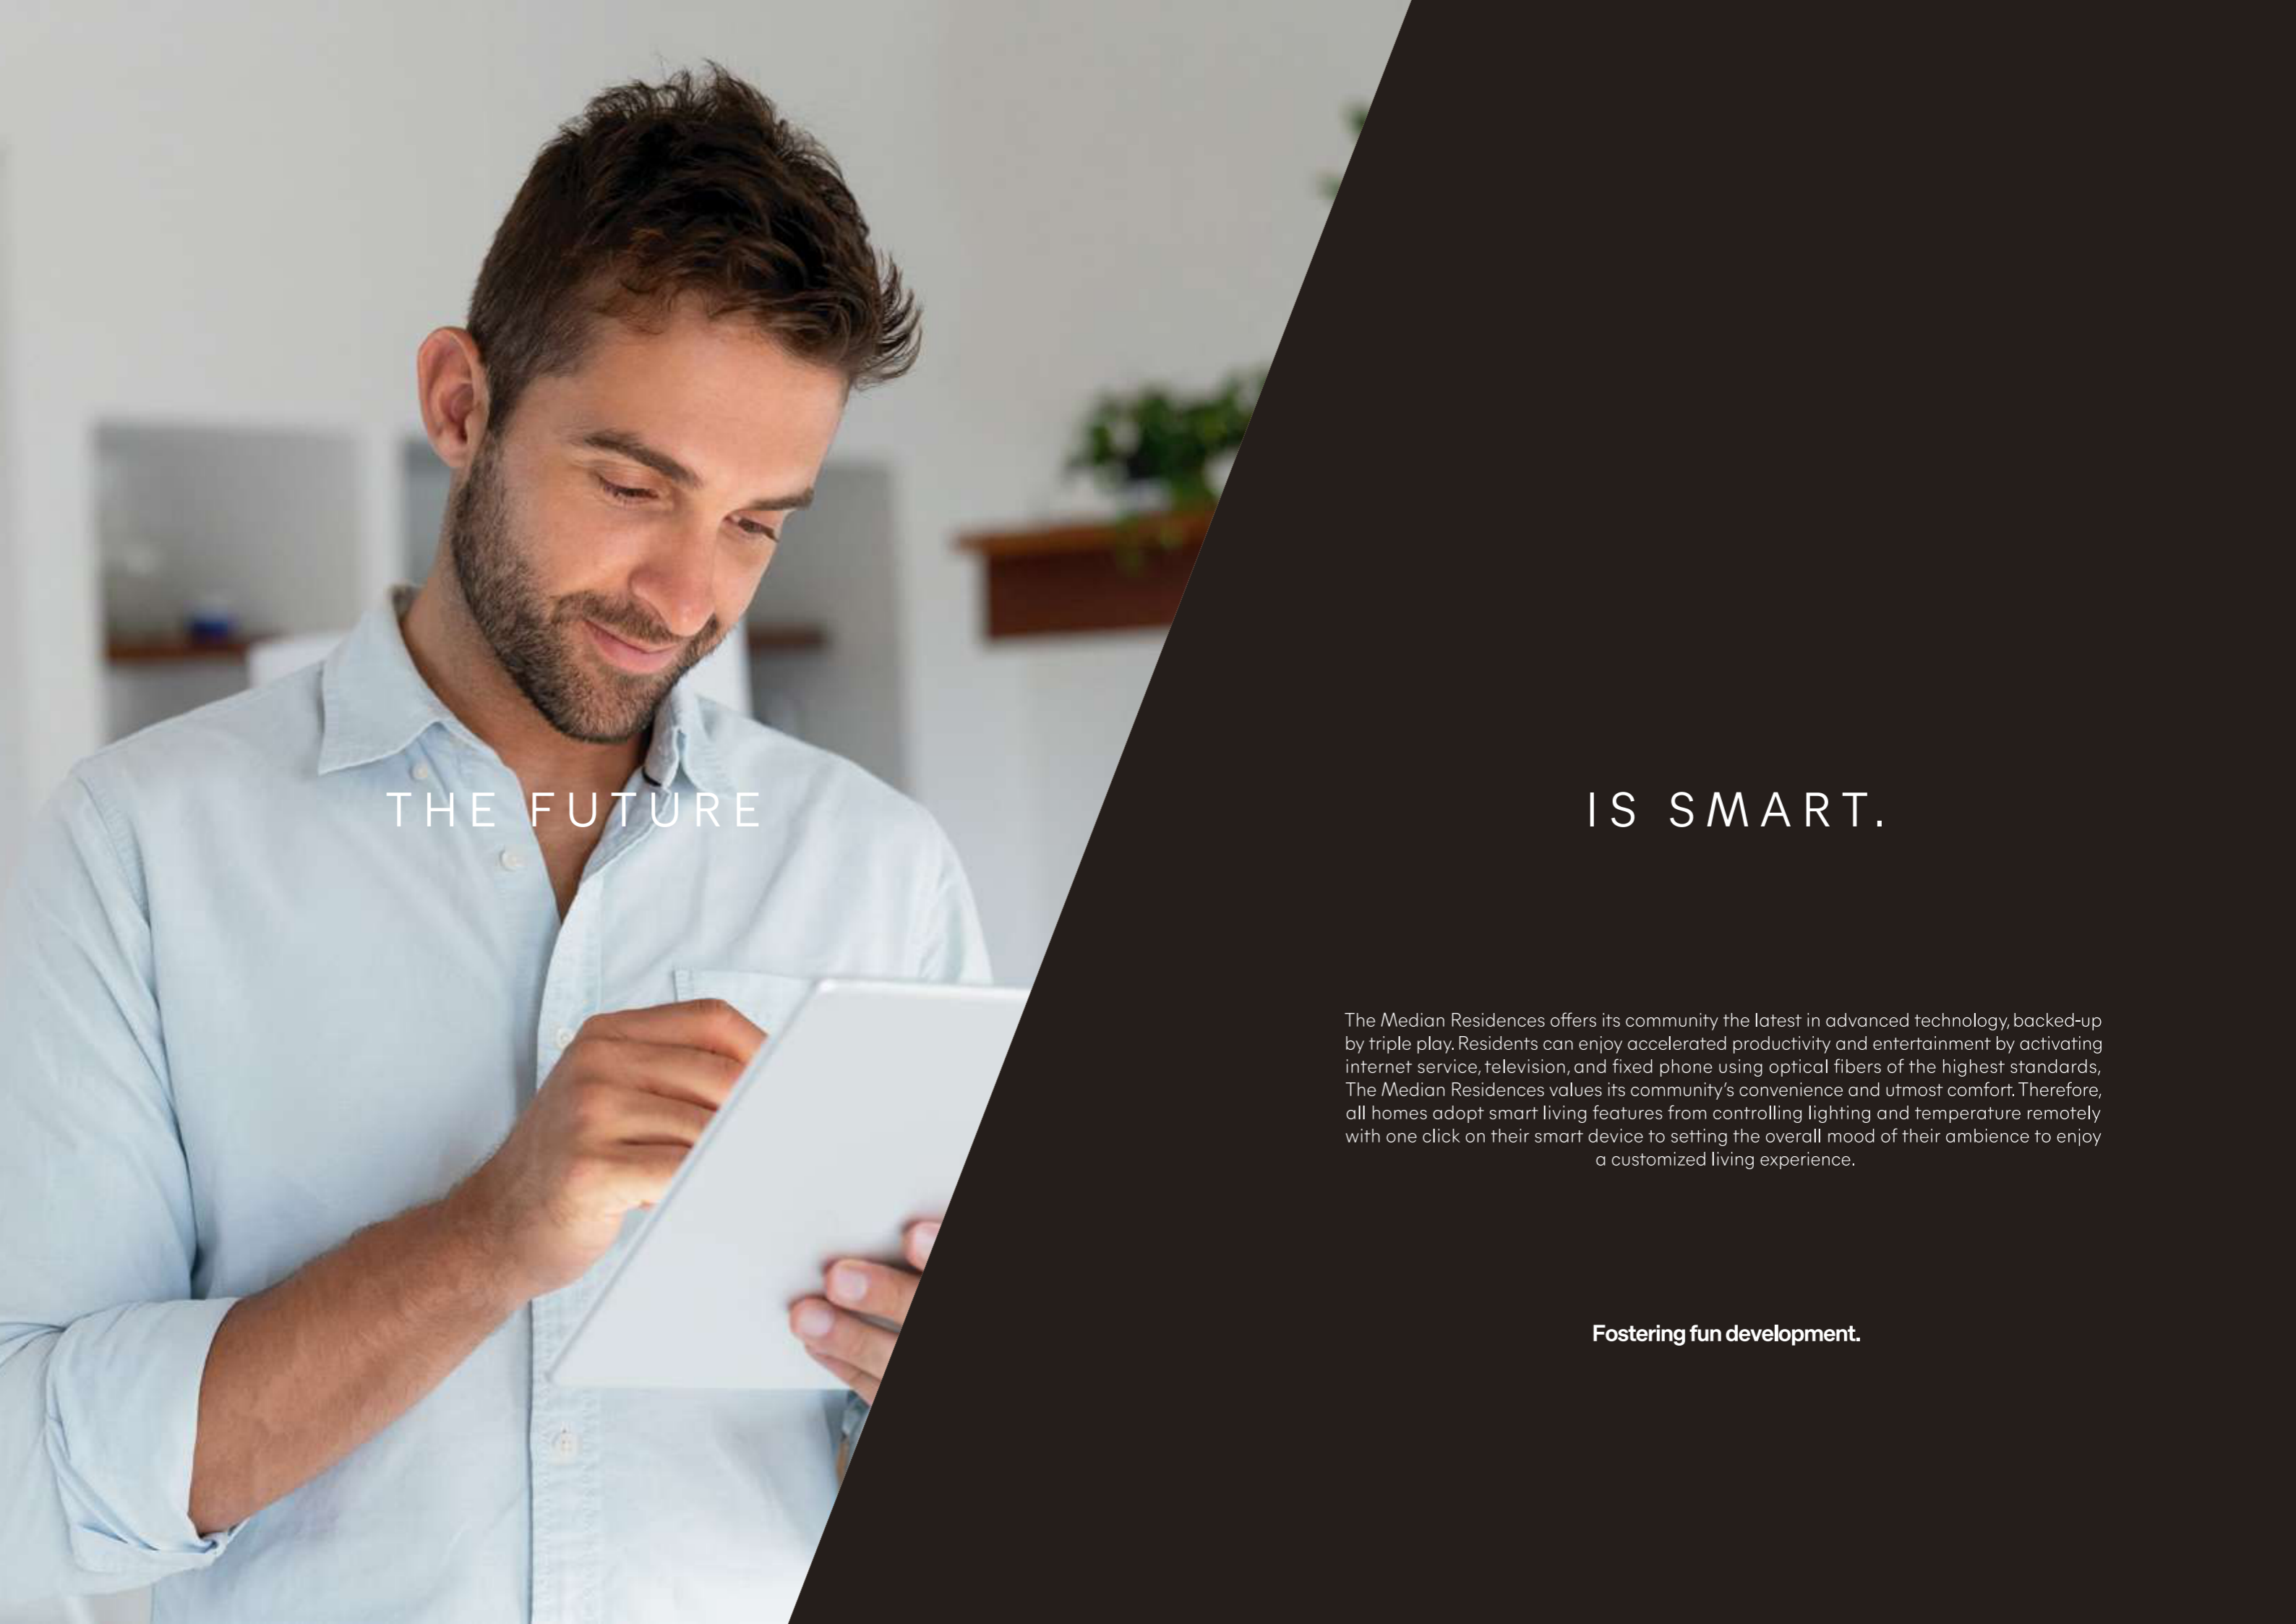 THE FUTURE
IS SMART.
The Median Residences offers its community the latest in advanced technology, backed-up
by triple play. Residents can enjoy accelerated productivity and entertainment by activating
internet service, television, and fixed phone using optical fibers of the highest standards,
The Median Residences values its community's convenience and utmost comfort. Therefore,
all homes adopt smart living features from controlling lighting and temperature remotely
with one click on their smart device to setting the overall mood of their ambience to enjoy
a customized living experience.
Fostering fun development.